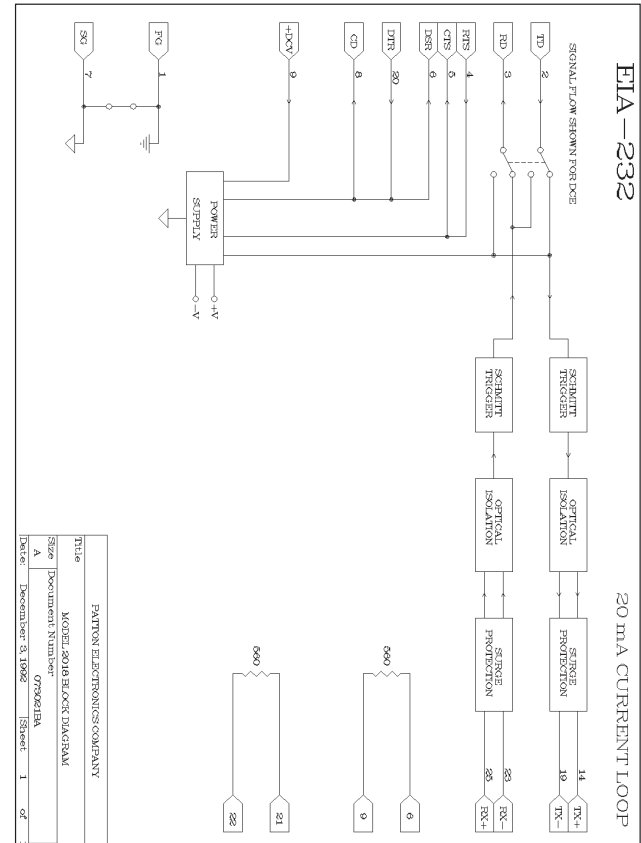 EIA-232
20 mA CURRENT LOOP
SIGNAL FLOW SHOWN FOR DCE
TD
2
RD
3
RTS
4
CTS
5
DSR
6
DTR
20
CD
8
+DCV
9
FG
1
SG
7
POWER
SUPPLY
+V
-V
SCHMITT
TRIGGER
OPTICAL
ISOLATION
SURGE
PROTECTION
14
TX+
19
TX-
SCHMITT
TRIGGER
OPTICAL
ISOLATION
SURGE
PROTECTION
23
RX-
25
RX+
560
6
9
560
21
22
PATTON ELECTRONICS COMPANY
Title
MODEL 2018 BLOCK DIAGRAM
Size
Document Number
A
073021BA
Date: December 3, 1992
Sheet 1 of